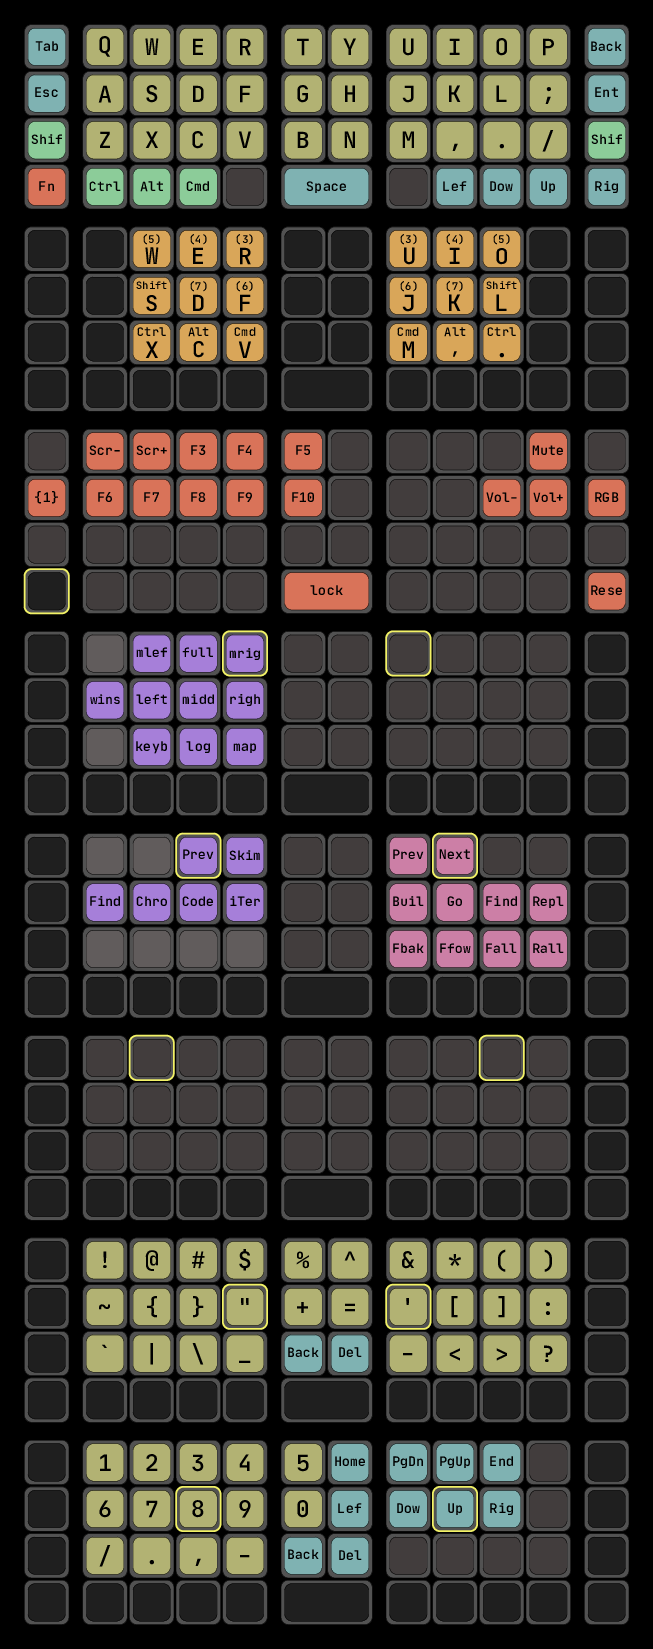 Tab Q W E R T Y U I O P Back
Esc A S D F G H J K L ; Ent
Shif Z X C V B N M , . / Shif
Fn Ctrl Alt Cmd Space Lef Dow Up Rig
(5) (4) (3) (3) (4) (5)
W E R U I O
Shift (7) (6) (6) (7) Shift
S D F J K L
Ctrl Alt Cmd Cmd Alt Ctrl
X C V M , .
Scr- Scr+ F3 F4 F5 Mute
{1} F6 F7 F8 F9 F10 Vol- Vol+ RGB
lock Rese
mlef full mrig
wins left midd righ
keyb log map
Prev Skim Prev Next
Find Chro Code iTer Buil Go Find Repl
Fbak Ffow Fall Rall
! @ # $ % ^ & * ( )
~ { } " + = ' [ ] :
` | \ _ Back Del - < > ?
1 2 3 4 5 Home PgDn PgUp End
6 7 8 9 0 Lef Dow Up Rig
/ . , - Back Del